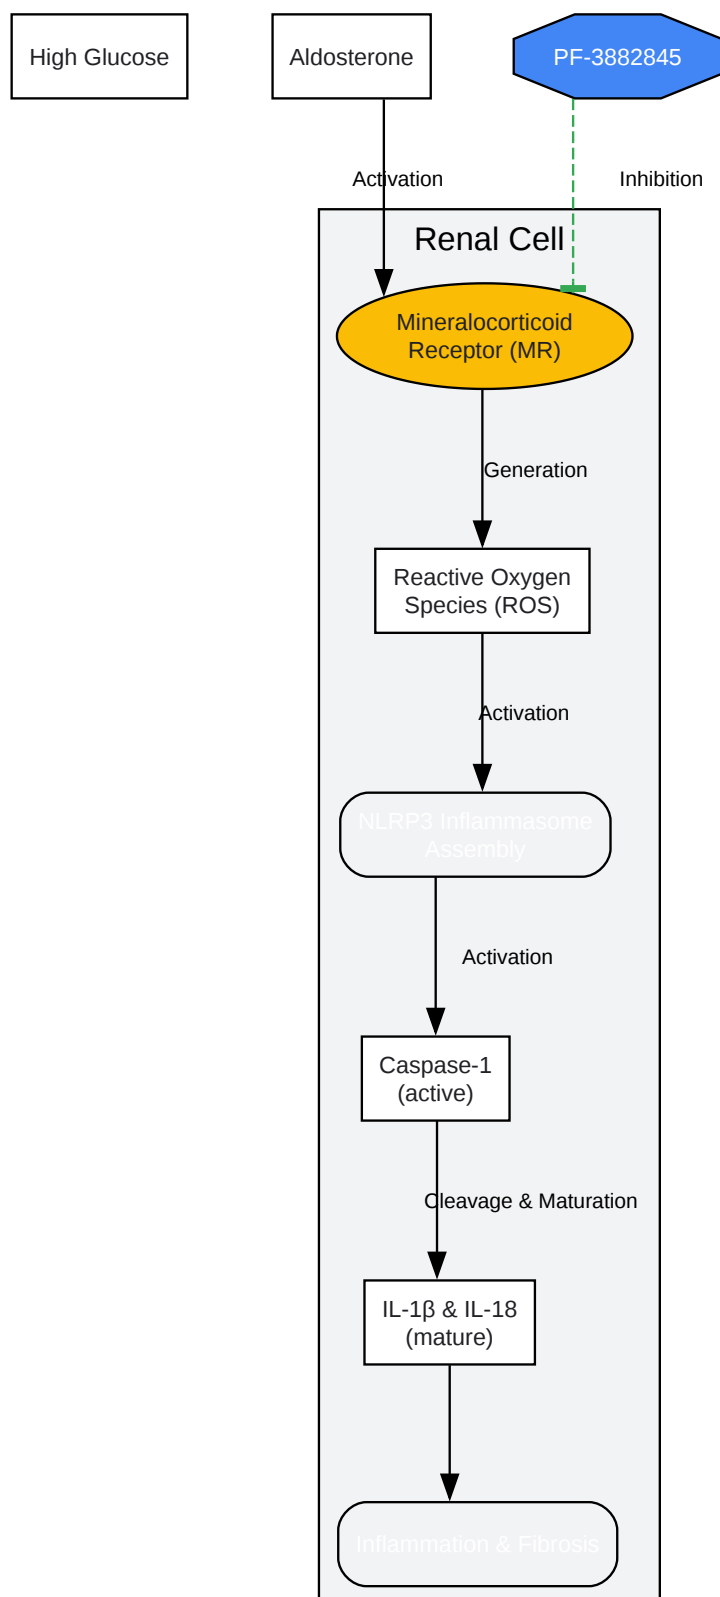 High Glucose
Aldosterone
PF-3882845
Activation
Inhibition
Renal Cell
Mineralocorticoid
Receptor (MR)
Generation
Reactive Oxygen
Species (ROS)
Activation
NLRP3 Inflammasome
Assembly
Activation
Caspase-1
(active)
Cleavage & Maturation
IL-1β & IL-18
(mature)
Inflammation & Fibrosis